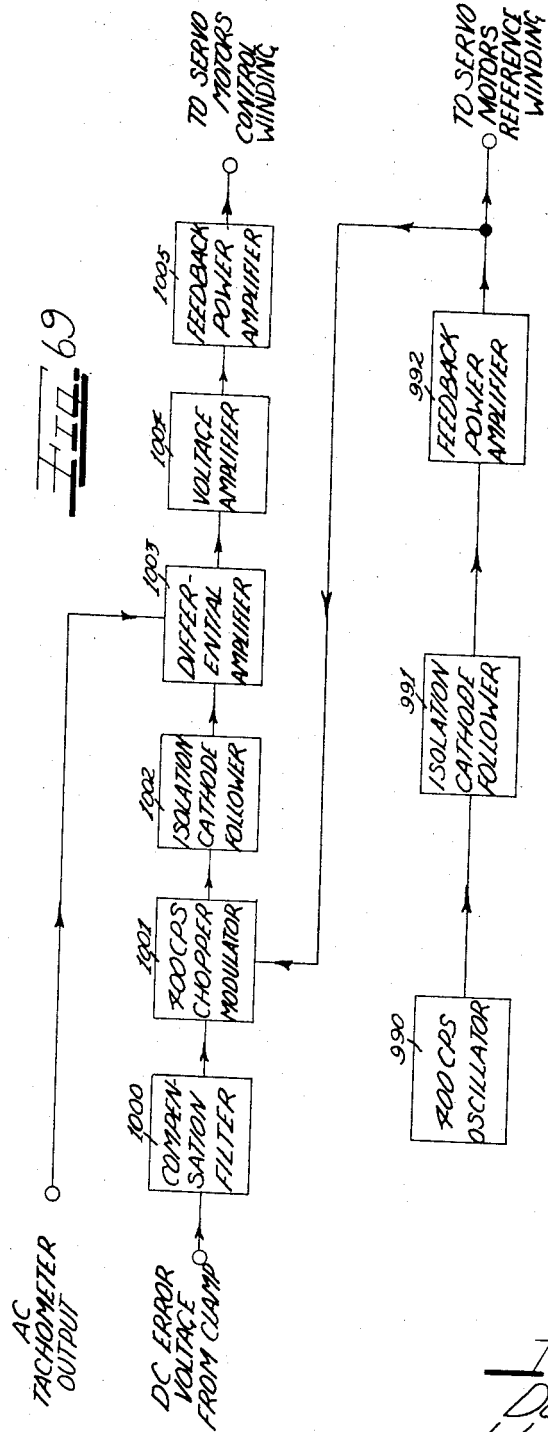 FIG. 69
AC
TACHOMETER
OUTPUT
DC ERROR
VOLTAGE
FROM CLAMP
1000
COMPEN-
SATION
FILTER
1001
400 CPS
CHOPPER
MODULATOR
1002
ISOLATION
CATHODE
FOLLOWER
1003
DIFFER-
ENTIAL
AMPLIFIER
1004
VOLTAGE
AMPLIFIER
1005
FEEDBACK
POWER
AMPLIFIER
TO SERVO
MOTORS
CONTROL
WINDING
990
400 CPS
OSCILLATOR
991
ISOLATION
CATHODE
FOLLOWER
992
FEEDBACK
POWER
AMPLIFIER
TO SERVO
MOTORS
REFERENCE
WINDING